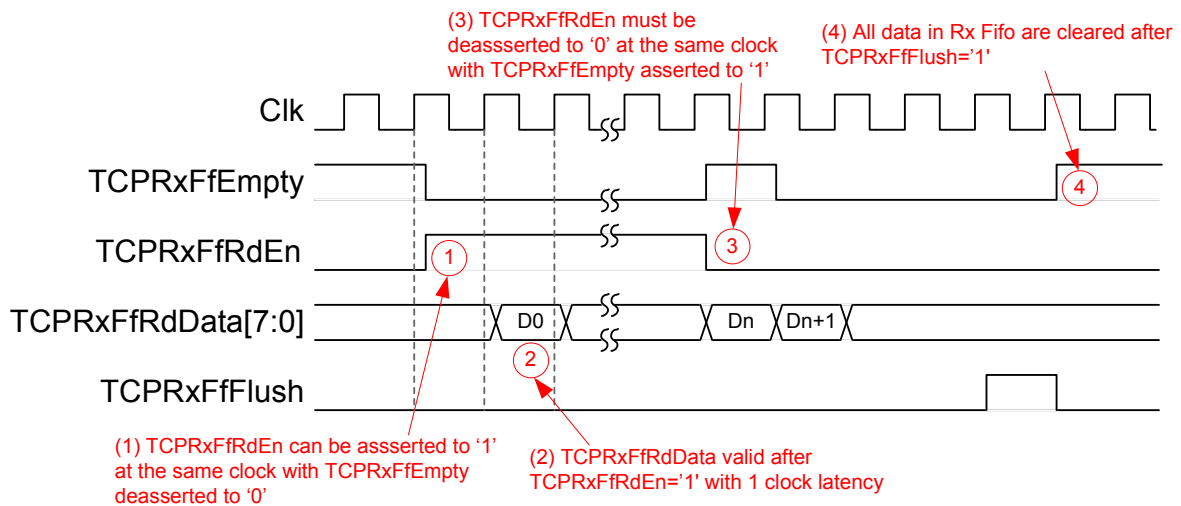 (3) TCPRxFfRdEn must be
deassserted to ‘0’ at the same clock
with TCPRxFfEmpty asserted to ‘1’
(4) All data in Rx Fifo are cleared after
TCPRxFfFlush=’1'
Clk
TCPRxFfEmpty
4
TCPRxFfRdEn
1
3
TCPRxFfRdData[7:0]
D0
Dn
Dn+1
2
TCPRxFfFlush
(1) TCPRxFfRdEn can be assserted to ‘1’
at the same clock with TCPRxFfEmpty
deasserted to ‘0’
(2) TCPRxFfRdData valid after
TCPRxFfRdEn=’1' with 1 clock latency